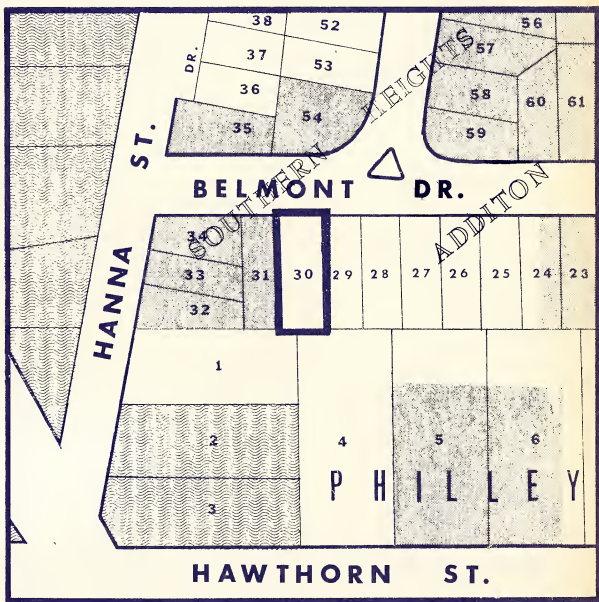 38 52 56
37 53 57
DR.
36 58 60 61
35 54 59
SOUTHERN HEIGHTS ADDITON
HANNA ST.
BELMONT DR.
34
33 31 30 29 28 27 26 25 24 23
32
1
2 4 5 6
3
PHILLEY
HAWTHORN ST.